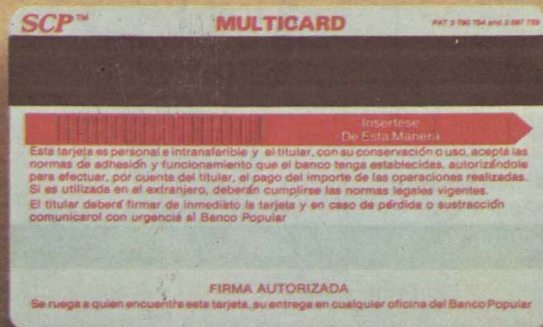 SCP™ MULTICARD PAT 3 790 754 and 3 897 789
Insertese
De Esta Manera
Esta tarjeta es personal e intransferible y el titular, con su conservación o uso, acepta las
normas de adhesión y funcionamiento que el banco tenga establecidas, autorizándole
para efectuar, por cuenta del titular, el pago del importe de las operaciones realizadas.
Si es utilizada en el extranjero, deberán cumplirse las normas legales vigentes.
El titular deberá firmar de inmediato la tarjeta y en caso de pérdida o sustracción
comunicarol con urgencia al Banco Popular
FIRMA AUTORIZADA
Se ruega a quien encuentre esta tarjeta, su entrega en cualquier oficina del Banco Popular